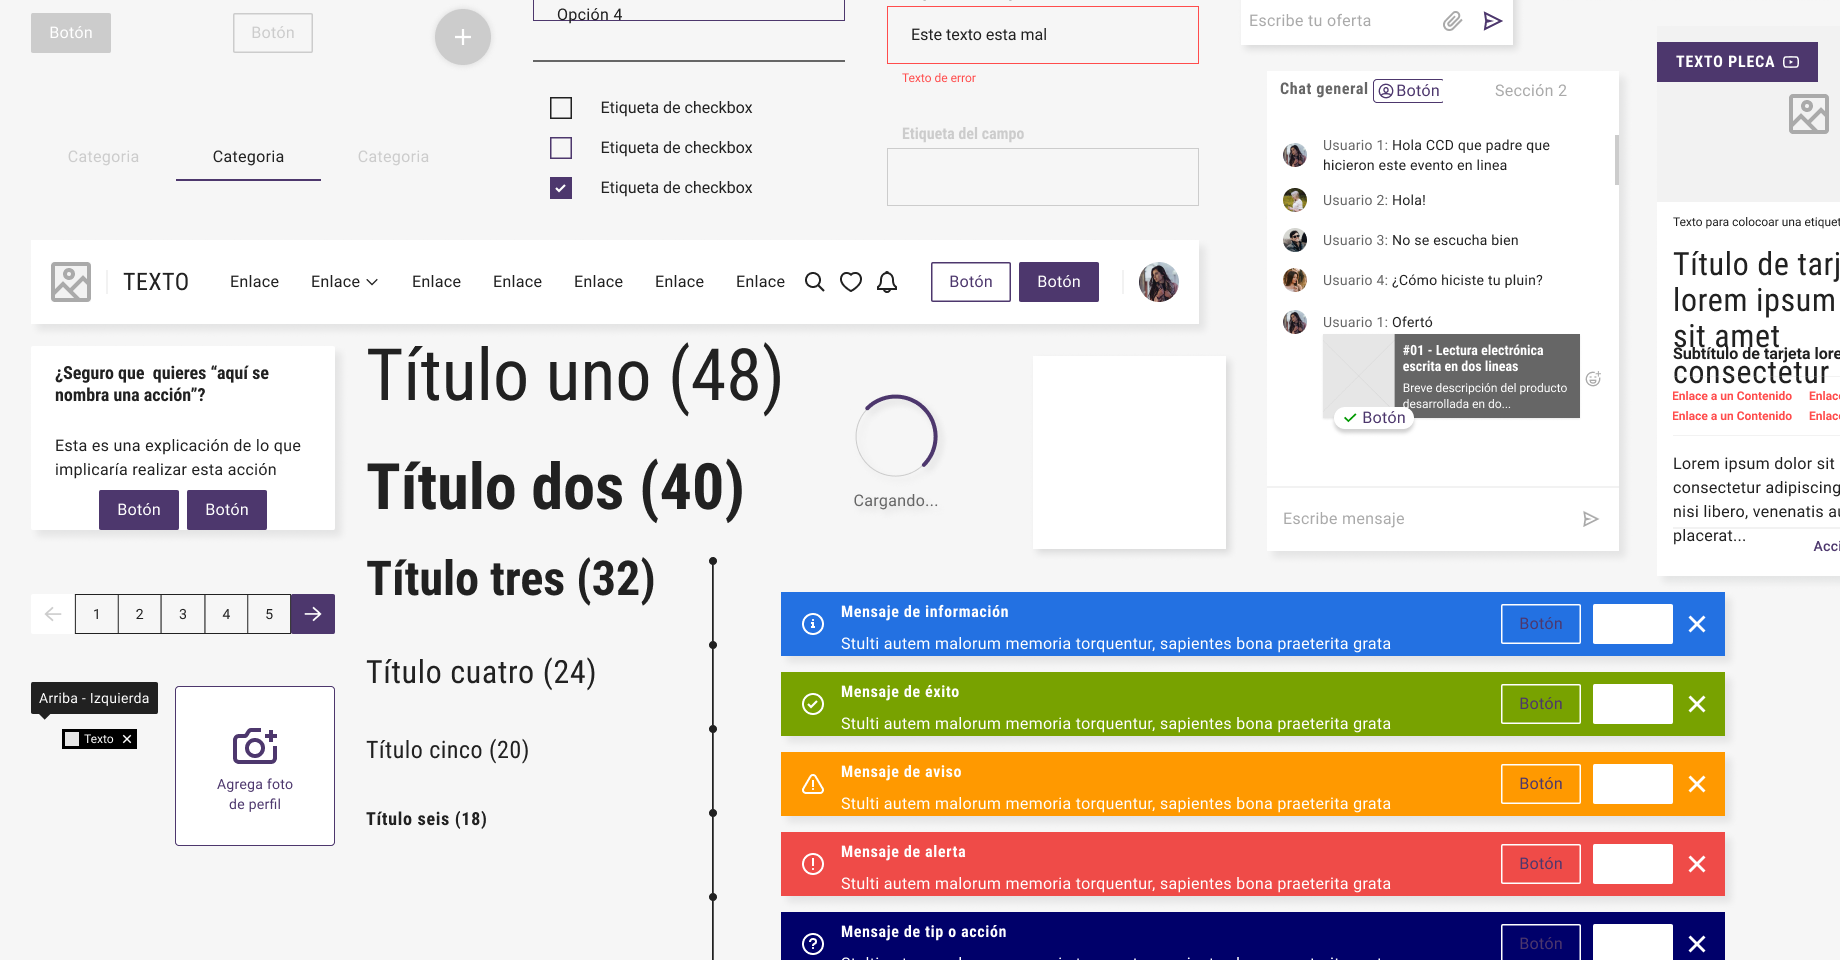 Botón
Botón
Opción 4
Este texto esta mal
Texto de error
Escribe tu oferta
TEXTO PLECA
Etiqueta de checkbox
Etiqueta de checkbox
Etiqueta de checkbox
Etiqueta del campo
Categoria
Categoria
Categoria
Chat general
Botón
Sección 2
Usuario 1: Hola CCD que padre que
hicieron este evento en linea
Usuario 2: Hola!
Usuario 3: No se escucha bien
Usuario 4: ¿Cómo hiciste tu pluin?
Usuario 1: Ofertó
#01 - Lectura electrónica
escrita en dos lineas
Breve descripción del producto
desarrollada en do...
Botón
Escribe mensaje
Texto para colocoar una etiquet
Título de tarj
lorem ipsum
sit amet
consectetur
Subtítulo de tarjeta lore
Enlace a un Contenido
Enlac
Enlace a un Contenido
Enlac
Lorem ipsum dolor sit
consectetur adipiscing
nisi libero, venenatis au
placerat...
Acci
TEXTO
Enlace
Enlace
Enlace
Enlace
Enlace
Enlace
Enlace
Botón
Botón
¿Seguro que quieres “aquí se
nombra una acción”?
Esta es una explicación de lo que
implicaría realizar esta acción
Botón
Botón
Título uno (48)
Título dos (40)
Título tres (32)
Título cuatro (24)
Título cinco (20)
Título seis (18)
Cargando...
1
2
3
4
5
Arriba - Izquierda
Texto
Agrega foto
de perfil
Mensaje de información
Stulti autem malorum memoria torquentur, sapientes bona praeterita grata
Botón
Mensaje de éxito
Stulti autem malorum memoria torquentur, sapientes bona praeterita grata
Botón
Mensaje de aviso
Stulti autem malorum memoria torquentur, sapientes bona praeterita grata
Botón
Mensaje de alerta
Stulti autem malorum memoria torquentur, sapientes bona praeterita grata
Botón
Mensaje de tip o acción
Botón